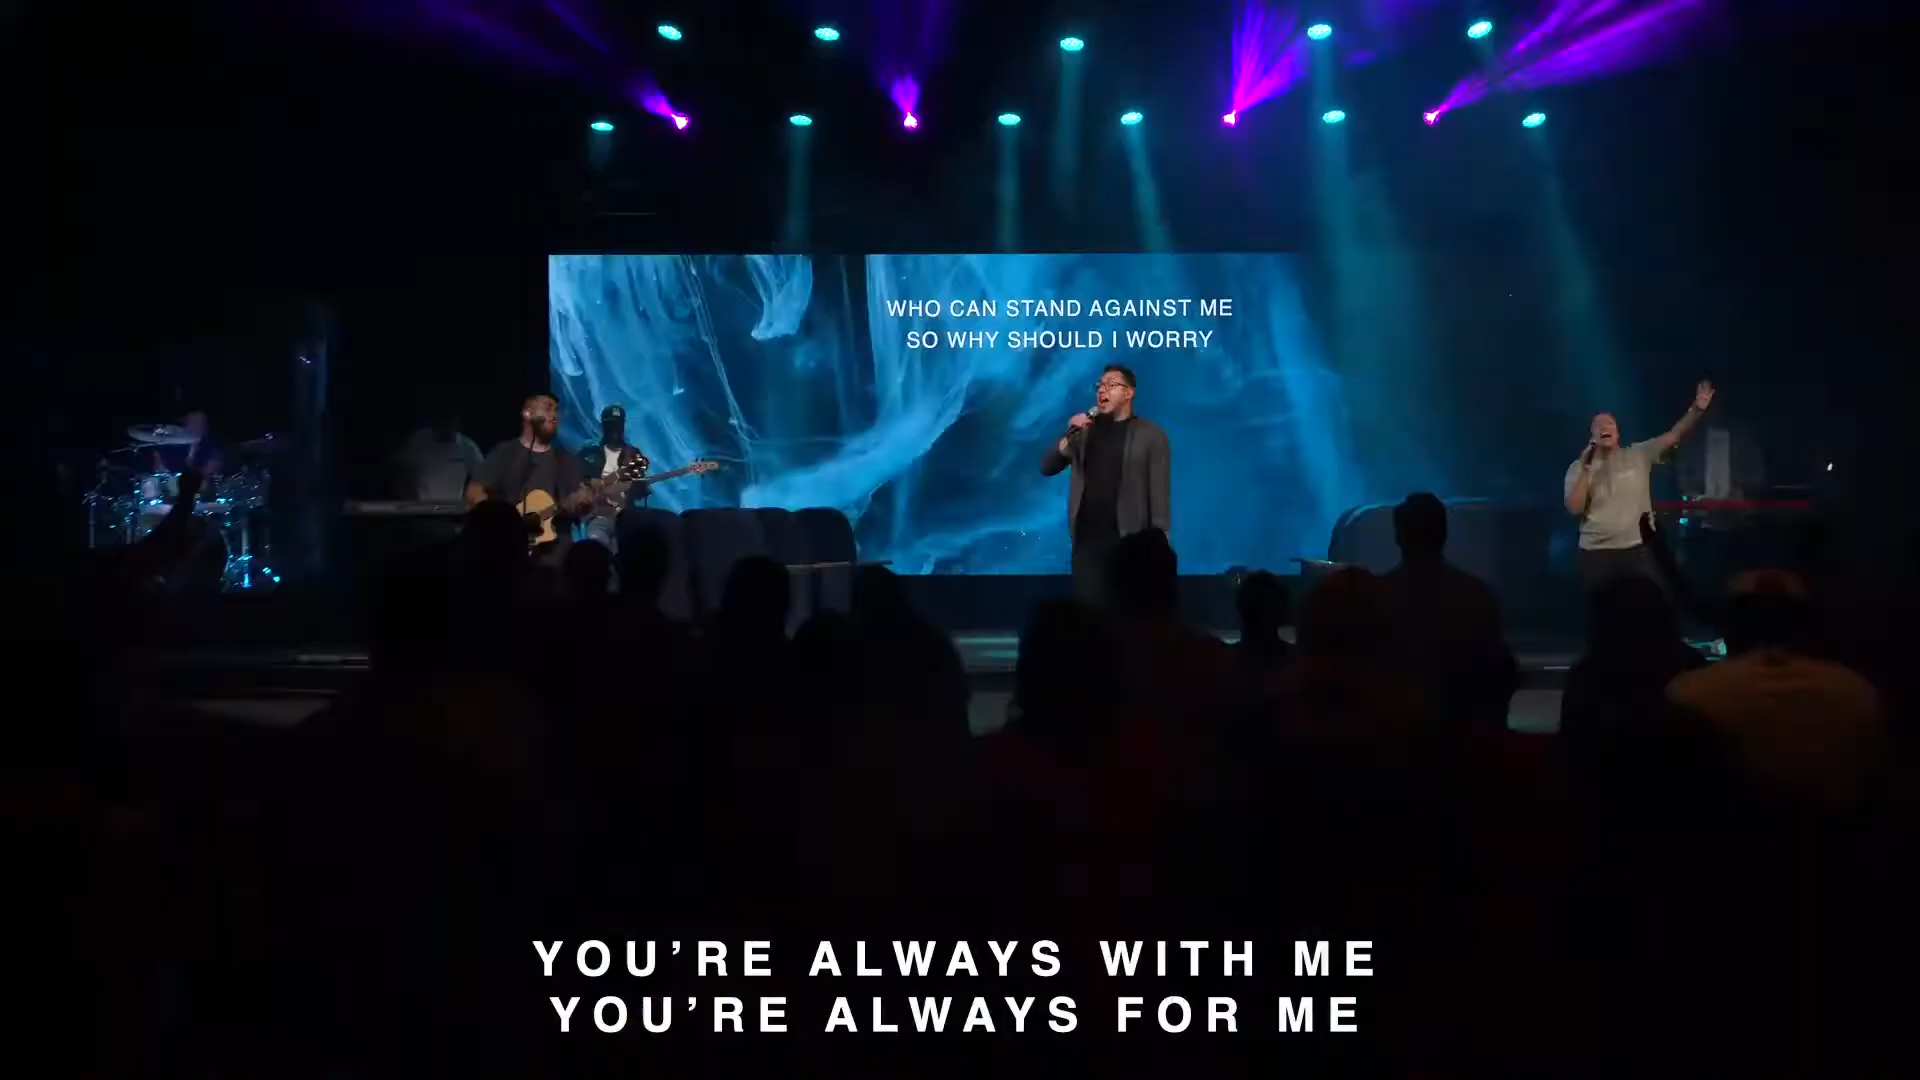 WHO CAN STAND AGAINST ME
SO WHY SHOULD I WORRY
YOU’RE ALWAYS WITH ME
YOU’RE ALWAYS FOR ME